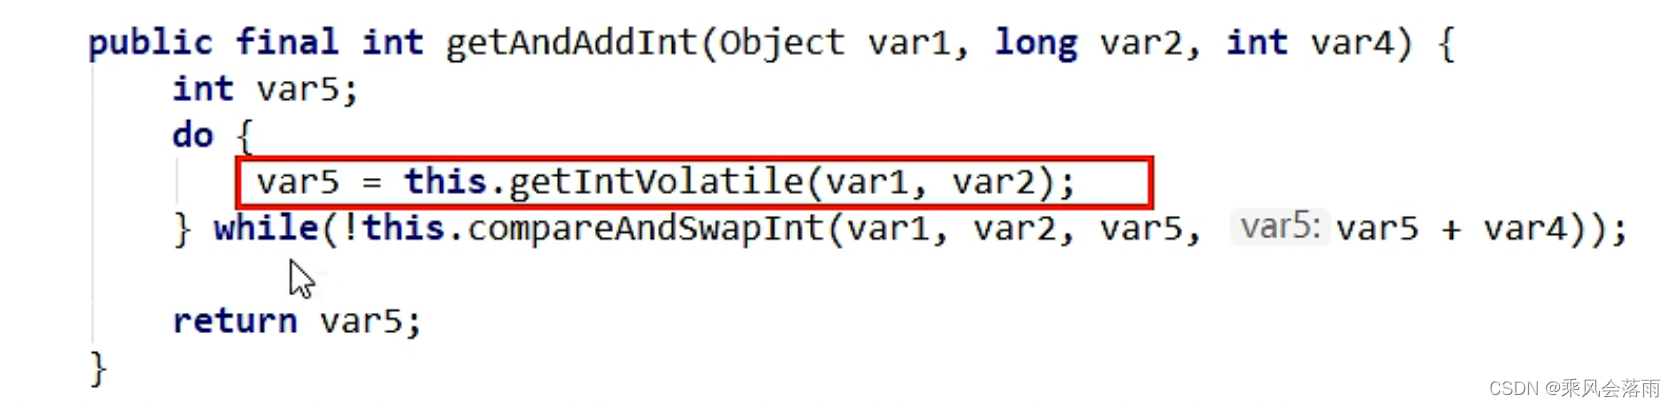 public final int getAndAddInt(Object var1, long var2, int var4) {
int var5;
do {
var5 = this.getIntVolatile(var1, var2);
} while(!this.compareAndSwapInt(var1, var2, var5, var5: var5 + var4));
return var5;
}
CSDN @乘风会落雨